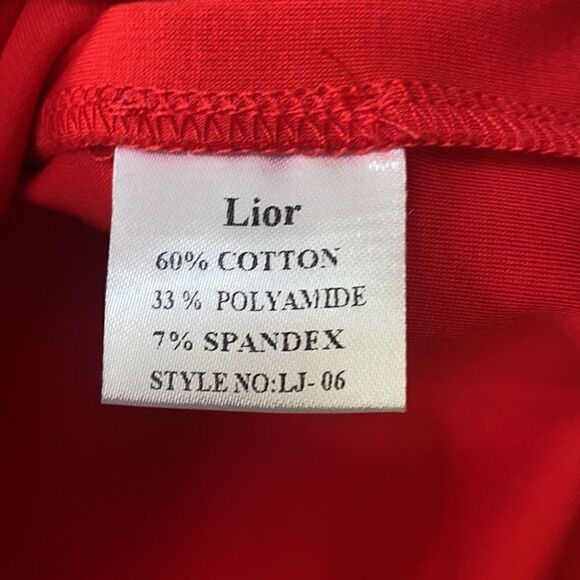 Lior
60% COTTON
33 % POLYAMIDE
7% SPANDEX
STYLE NO:LJ- 06